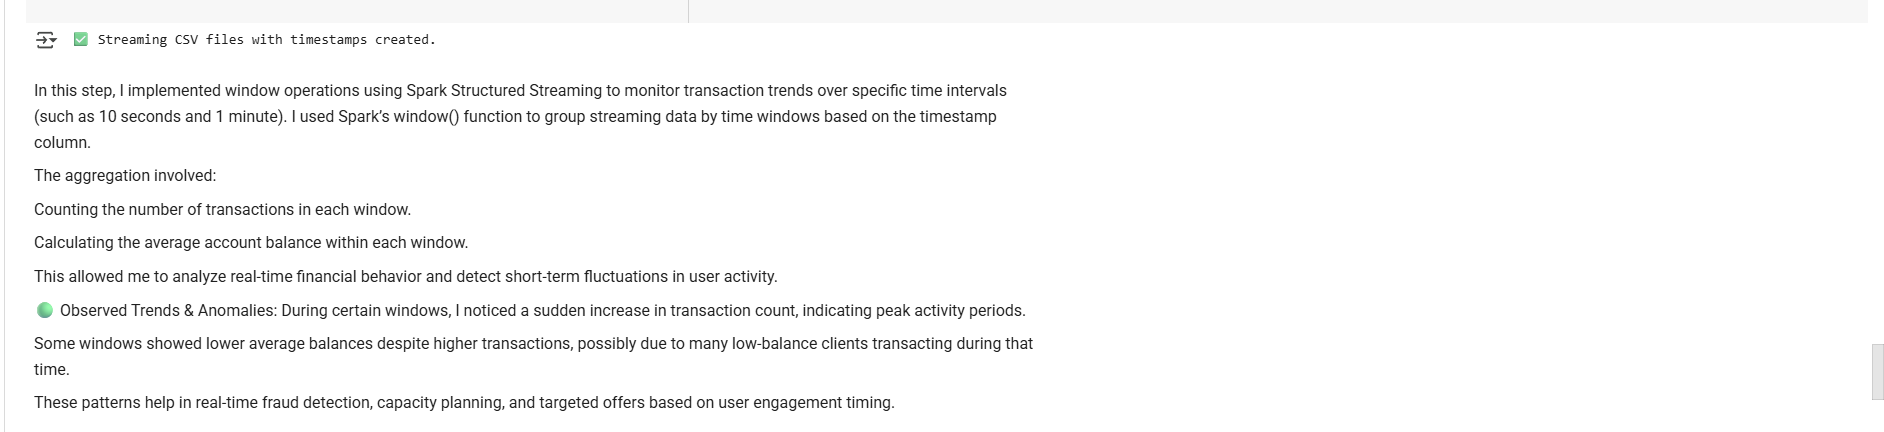 ✅ Streaming CSV files with timestamps created.
In this step, I implemented window operations using Spark Structured Streaming to monitor transaction trends over specific time intervals
(such as 10 seconds and 1 minute). I used Spark's window() function to group streaming data by time windows based on the timestamp
column.
The aggregation involved:
Counting the number of transactions in each window.
Calculating the average account balance within each window.
This allowed me to analyze real-time financial behavior and detect short-term fluctuations in user activity.
🟢 Observed Trends & Anomalies: During certain windows, I noticed a sudden increase in transaction count, indicating peak activity periods.
Some windows showed lower average balances despite higher transactions, possibly due to many low-balance clients transacting during that
time.
These patterns help in real-time fraud detection, capacity planning, and targeted offers based on user engagement timing.